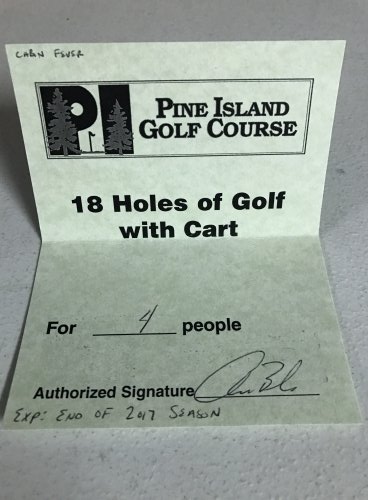 CABIN FEVER
PI
PINE ISLAND
GOLF COURSE
18 Holes of Golf
with Cart
For 4 people
Authorized Signature
EXP: END OF 2017 SEASON